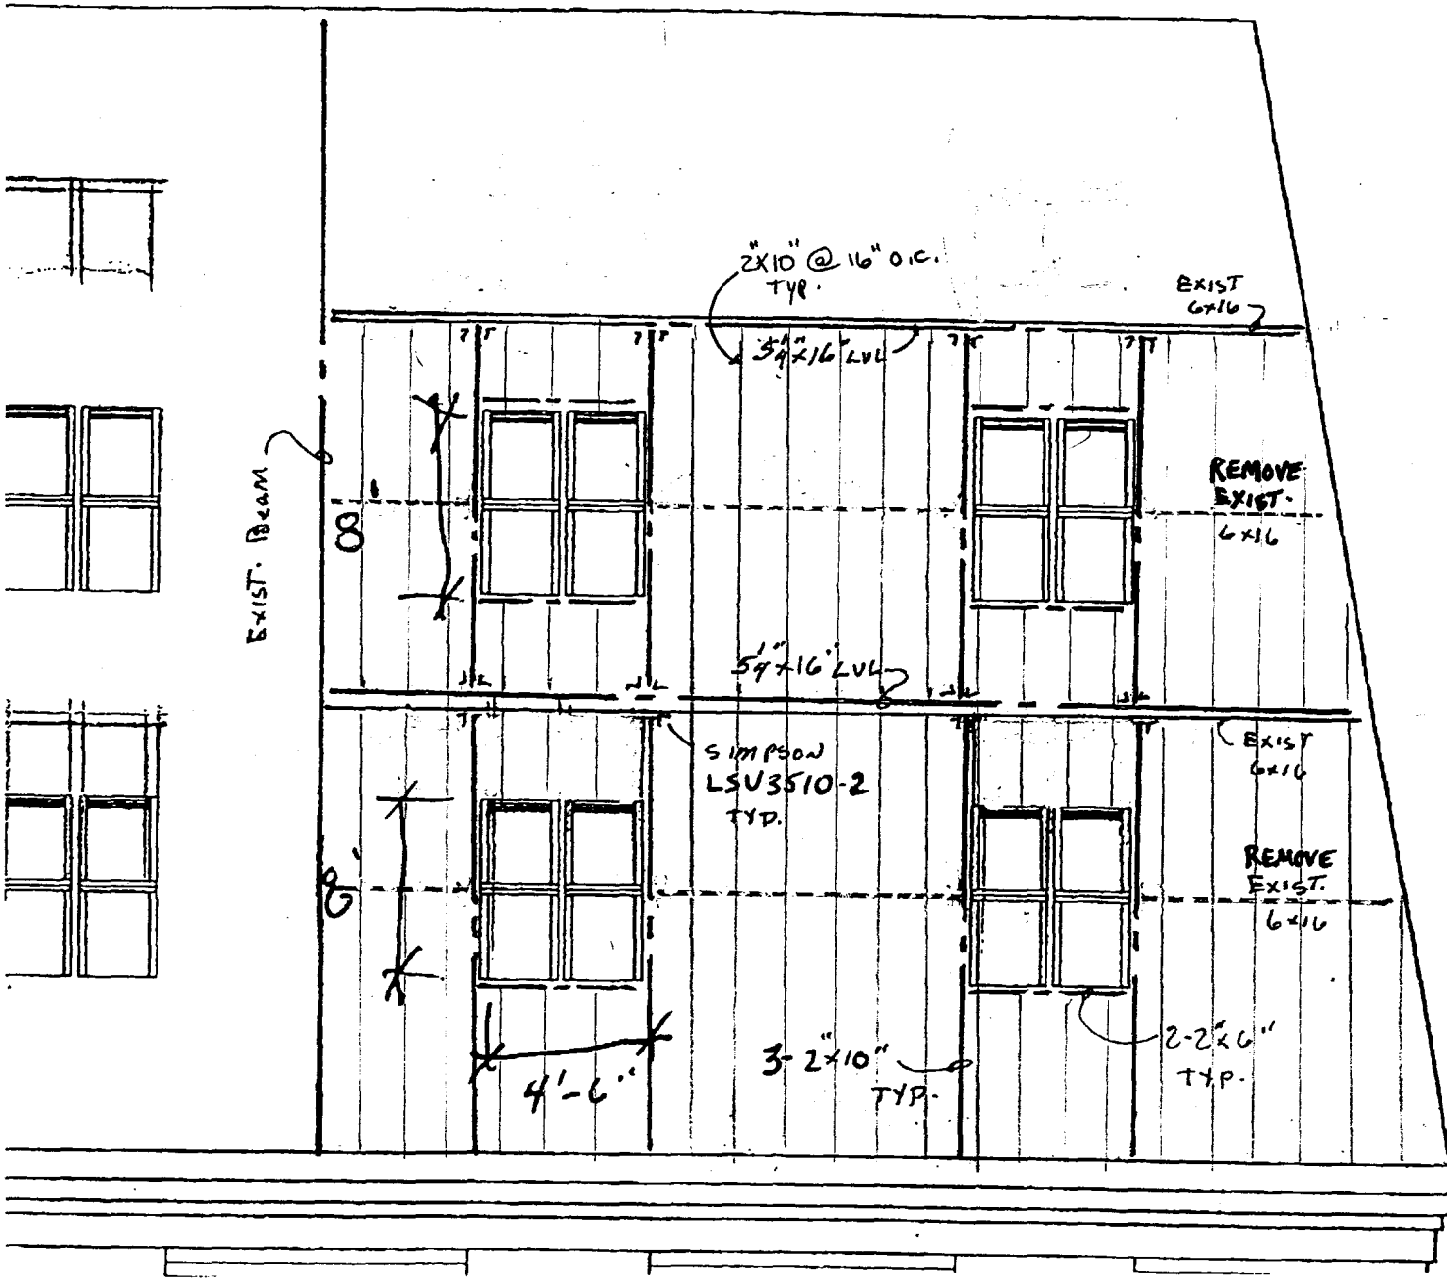 2"X10" @ 16" O.C.
TYP.
EXIST
6x16
5¼"x16" LVL
EXIST. Beam
8'
REMOVE
EXIST.
6x16
5¼"x16" LVL
SIMPSON
LSU3510-2
TYP.
EXIST
6x16
8'
REMOVE
EXIST.
6x16
4'-6"
3-2"x10"
TYP.
2-2"x6"
TYP.